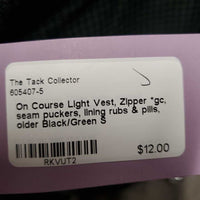 The Tack Collector
605407-5
On Course Light Vest, Zipper *gc,
seam puckers, lining rubs & pills,
older Black/Green S
$12.00
RKVUT2